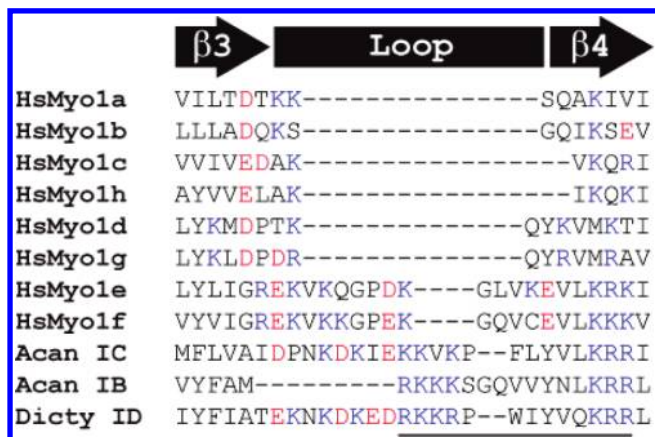 β3 Loop β4
HsMyo1a VILTDTKK---------------SQAKIVI
HsMyo1b LLLADQKS---------------GQIKSEV
HsMyo1c VVIVEDAK-----------------VKQRI
HsMyo1h AYVVELAK-----------------IKQKI
HsMyo1d LYKMDPTK--------------QYKVMKTI
HsMyo1g LYKLDPDR--------------QYRVMRAV
HsMyo1e LYLIGREKVKQGPDK----GLVKEVLKRKI
HsMyo1f VYVIGREKVKKGPEK----GQVCEVLKKKV
Acan IC MFLVAIDPNKDKIEKKVKP--FLYVLKRRI
Acan IB VYFAM---------RKKKSGQVVYNLKRRL
Dicty ID IYFIATEKNKDKEDRKKRP--WIYVQKRRL